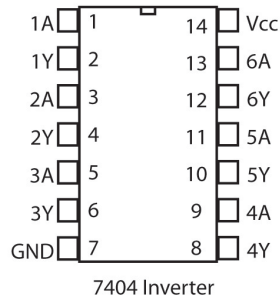 1A 1 14 Vcc
1Y 2 13 6A
2A 3 12 6Y
2Y 4 11 5A
3A 5 10 5Y
3Y 6 9 4A
GND 7 8 4Y
7404 Inverter